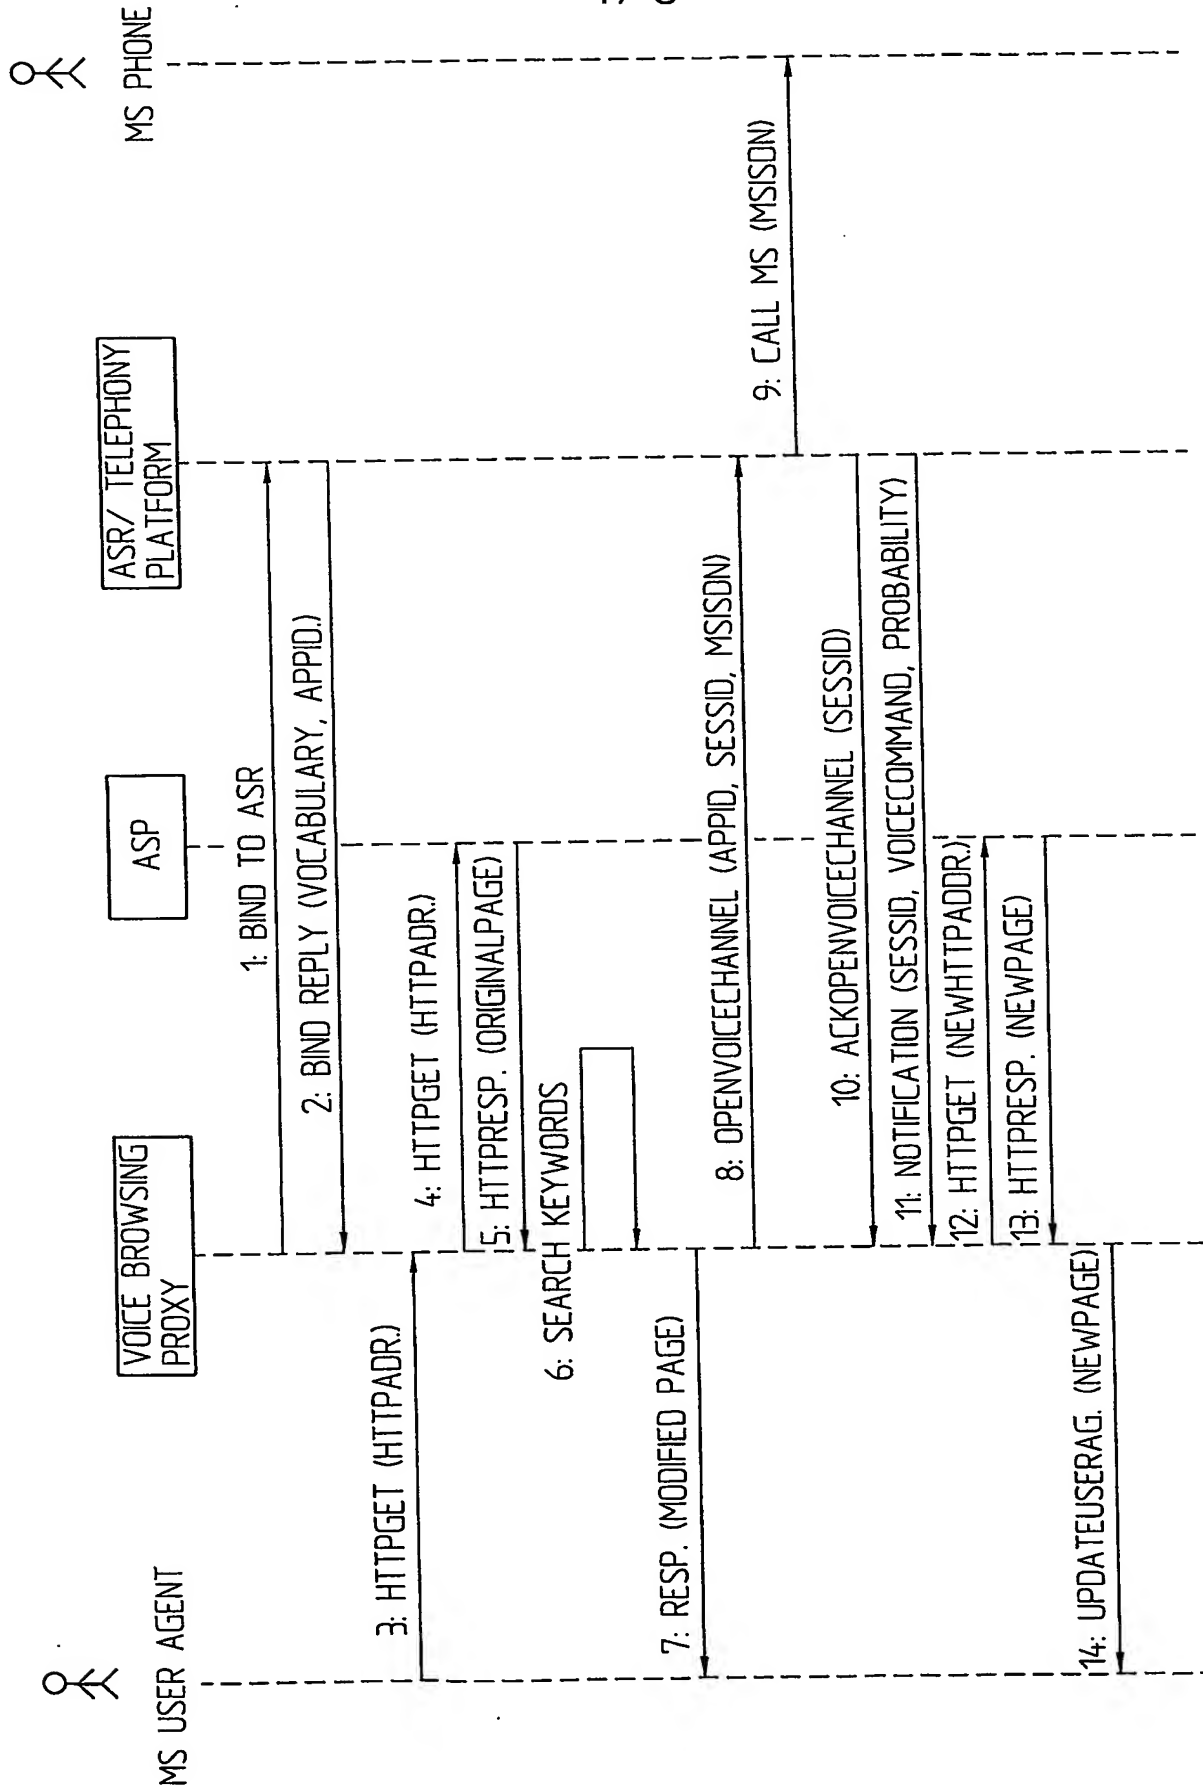 MS USER AGENT
VOICE BROWSING
PROXY
ASP
ASR/ TELEPHONY
PLATFORM
MS PHONE
1: BIND TO ASR
2: BIND REPLY (VOCABULARY, APPID.)
3: HTTPGET (HTTPADR.)
4: HTTPGET (HTTPADR.)
5: HTTPRESP. (ORIGINALPAGE)
6: SEARCH KEYWORDS
7: RESP. (MODIFIED PAGE)
8: OPENVOICECHANNEL (APPID, SESSID, MSISDN)
9: CALL MS (MSISDN)
10: ACKOPENVOICECHANNEL (SESSID)
11: NOTIFICATION (SESSID, VOICECOMMAND, PROBABILITY)
12: HTTPGET (NEWHTTPADDR.)
13: HTTPRESP. (NEWPAGE)
14: UPDATEUSERAG. (NEWPAGE)